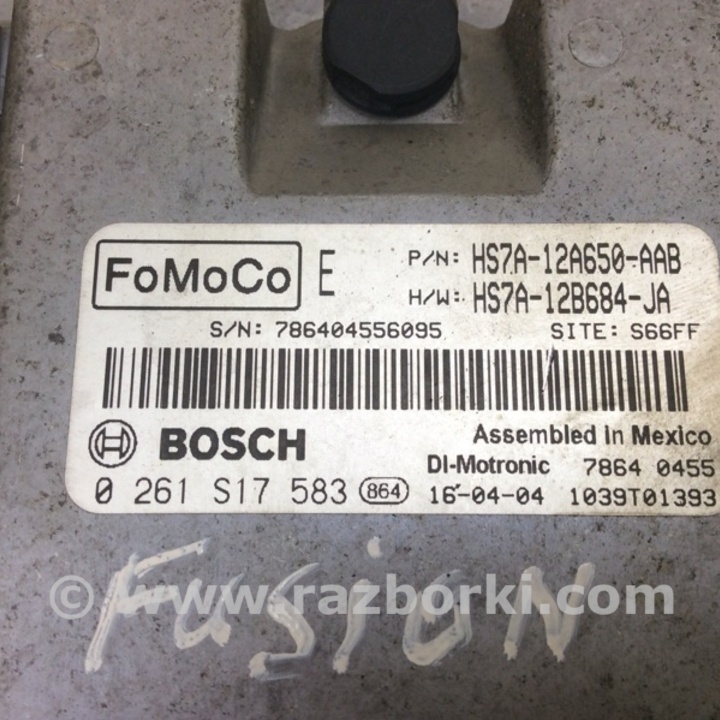 FoMoCo E P/N: HS7A-12A650-AAB
H/W: HS7A-12B684-JA
S/N: 786404556095 SITE: S66FF
BOSCH Assembled in Mexico
DI-Motronic 7864 0455
0 261 S17 583 864 16-04-04 1039T01393
Fusion
© www.razborki.com